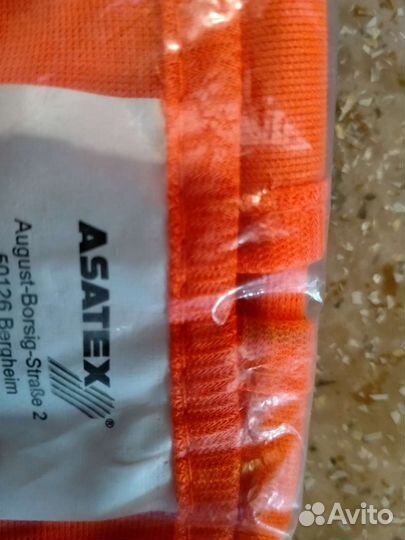 ASATEX®
August-Borsig-Straße 2
50126 Bergheim
Avito